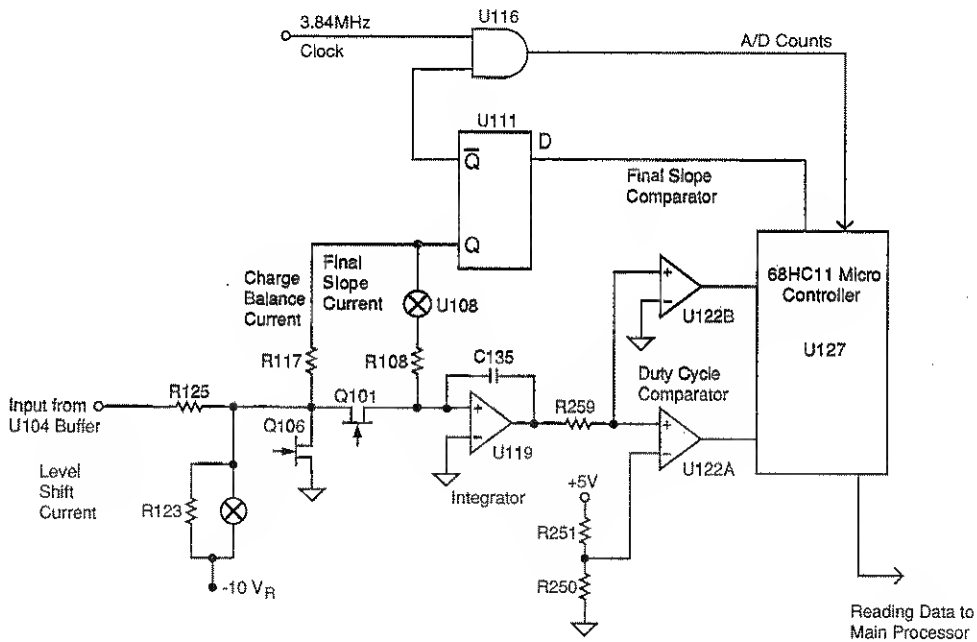 3.84MHz
Clock
U116
A/D Counts
U111
D
Q̅
Q
Final Slope
Comparator
Charge
Balance
Current
Final
Slope
Current
U108
R117
R108
C135
68HC11 Micro
Controller
U127
U122B
Duty Cycle
Comparator
R125
Input from
U104 Buffer
Q101
Q106
R259
U119
U122A
Integrator
Level
Shift
Current
R123
-10 VR
+5V
R251
R250
Reading Data to
Main Processor
+
−
+
−
+
−